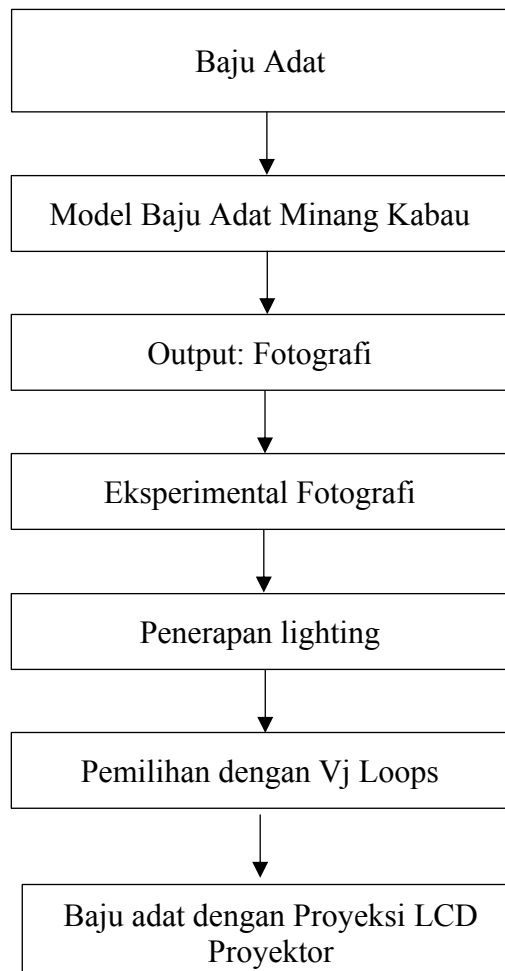 Baju Adat
Model Baju Adat Minang Kabau
Output: Fotografi
Eksperimental Fotografi
Penerapan lighting
Pemilihan dengan Vj Loops
Baju adat dengan Proyeksi LCD
Proyektor